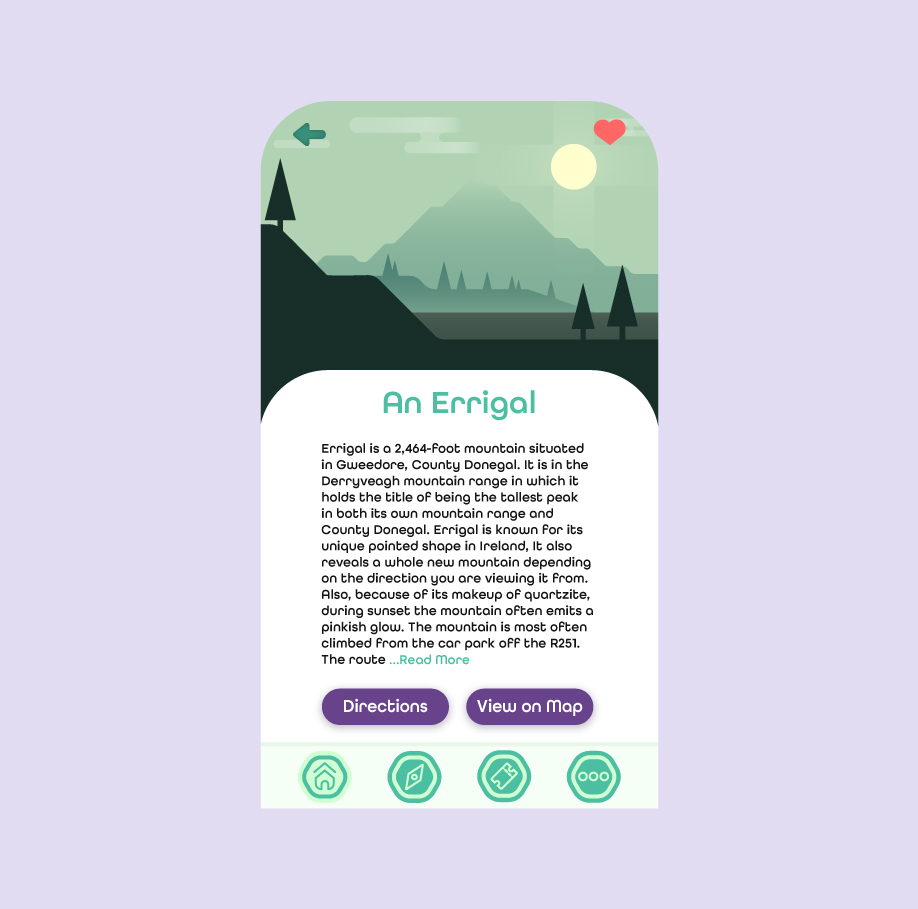 An Errigal
Errigal is a 2,464-foot mountain situated
in Gweedore, County Donegal. It is in the
Derryveagh mountain range in which it
holds the title of being the tallest peak
in both its own mountain range and
County Donegal. Errigal is known for its
unique pointed shape in Ireland, It also
reveals a whole new mountain depending
on the direction you are viewing it from.
Also, because of its makeup of quartzite,
during sunset the mountain often emits a
pinkish glow. The mountain is most often
climbed from the car park off the R251.
The route ...Read More
Directions View on Map